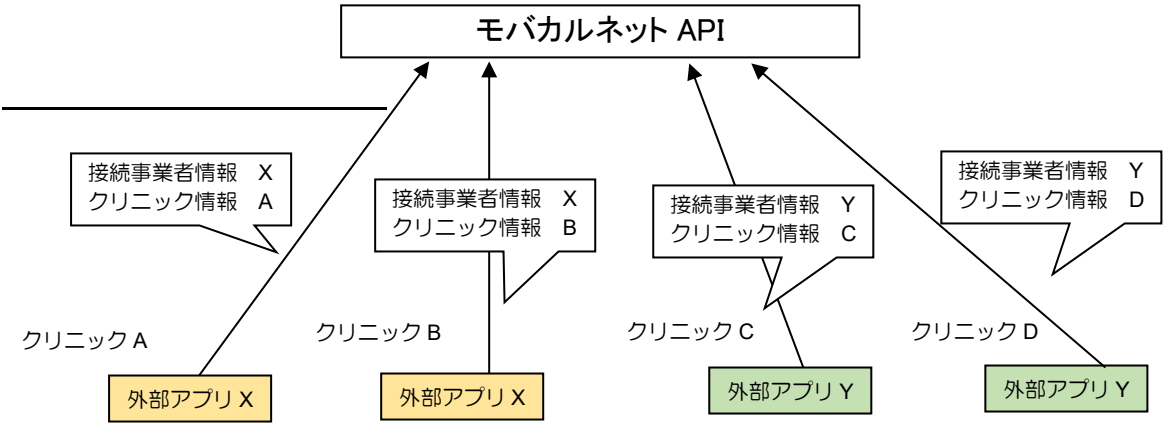 モバカルネット API
接続事業者情報　X
クリニック情報　A
接続事業者情報　X
クリニック情報　B
接続事業者情報　Y
クリニック情報　C
接続事業者情報　Y
クリニック情報　D
クリニック A
クリニック B
クリニック C
クリニック D
外部アプリ X
外部アプリ X
外部アプリ Y
外部アプリ Y